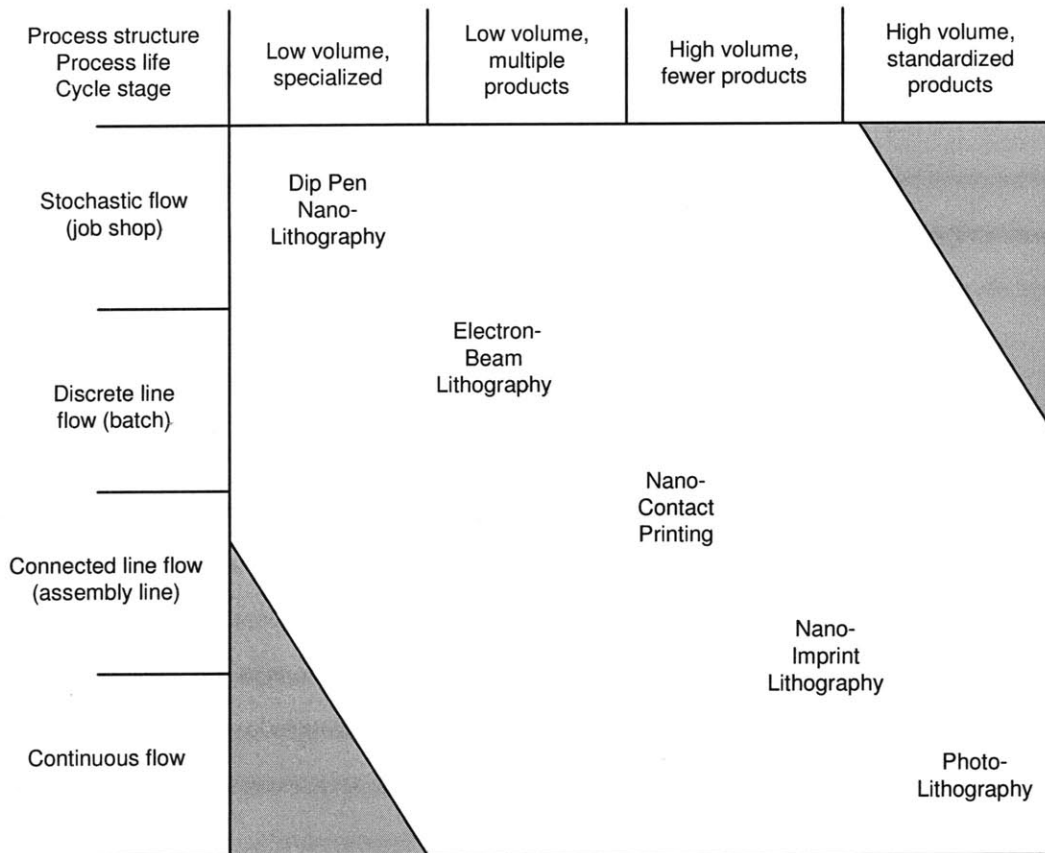 Process structure
Process life
Cycle stage
Low volume,
specialized
Low volume,
multiple
products
High volume,
fewer products
High volume,
standardized
products
Stochastic flow
(job shop)
Dip Pen
Nano-
Lithography
Electron-
Beam
Lithography
Discrete line
flow (batch)
Nano-
Contact
Printing
Connected line flow
(assembly line)
Nano-
Imprint
Lithography
Continuous flow
Photo-
Lithography